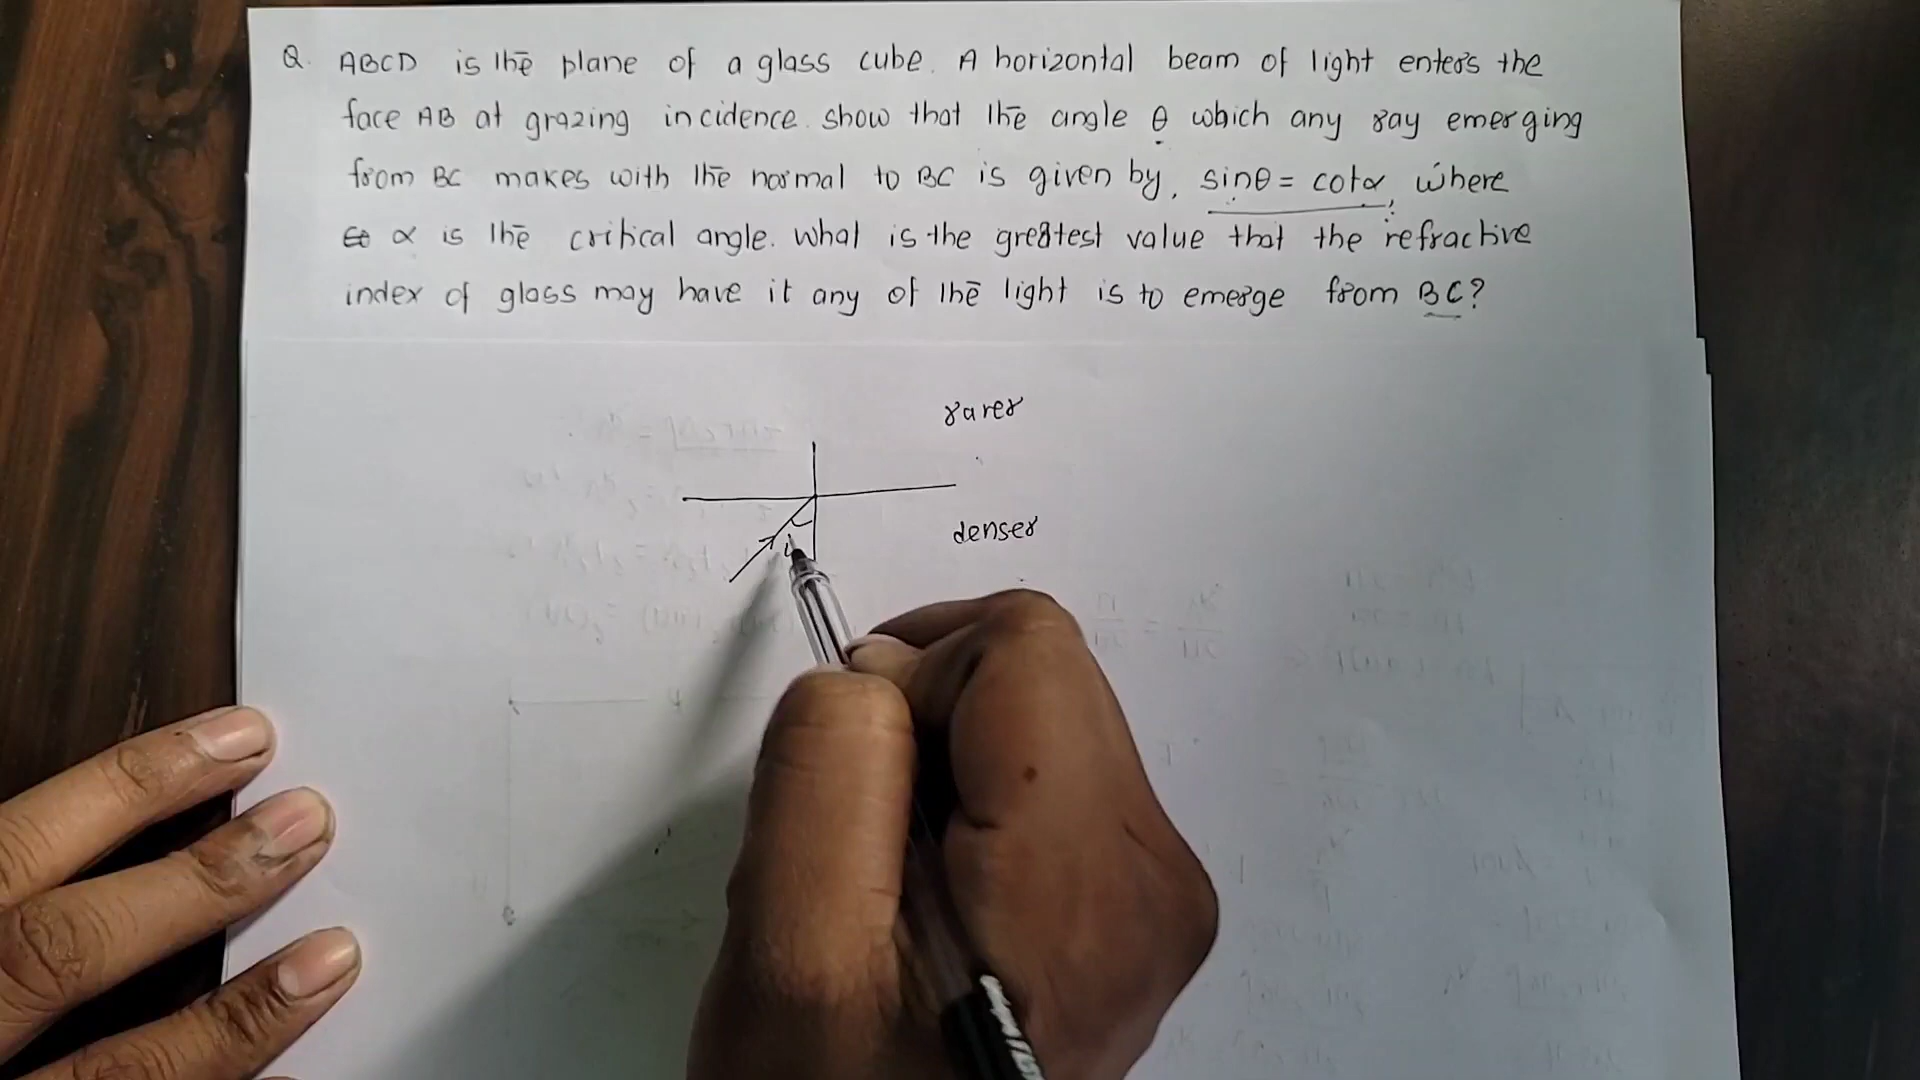 Q. ABCD is the plane of a glass cube. A horizontal beam of light enters the
face AB at grazing incidence. show that the angle θ which any ray emerging
from BC makes with the normal to BC is given by, sinθ = cotα, where
α is the critical angle. what is the greatest value that the refractive
index of glass may have it any of the light is to emerge from BC?
rarer
denser
i